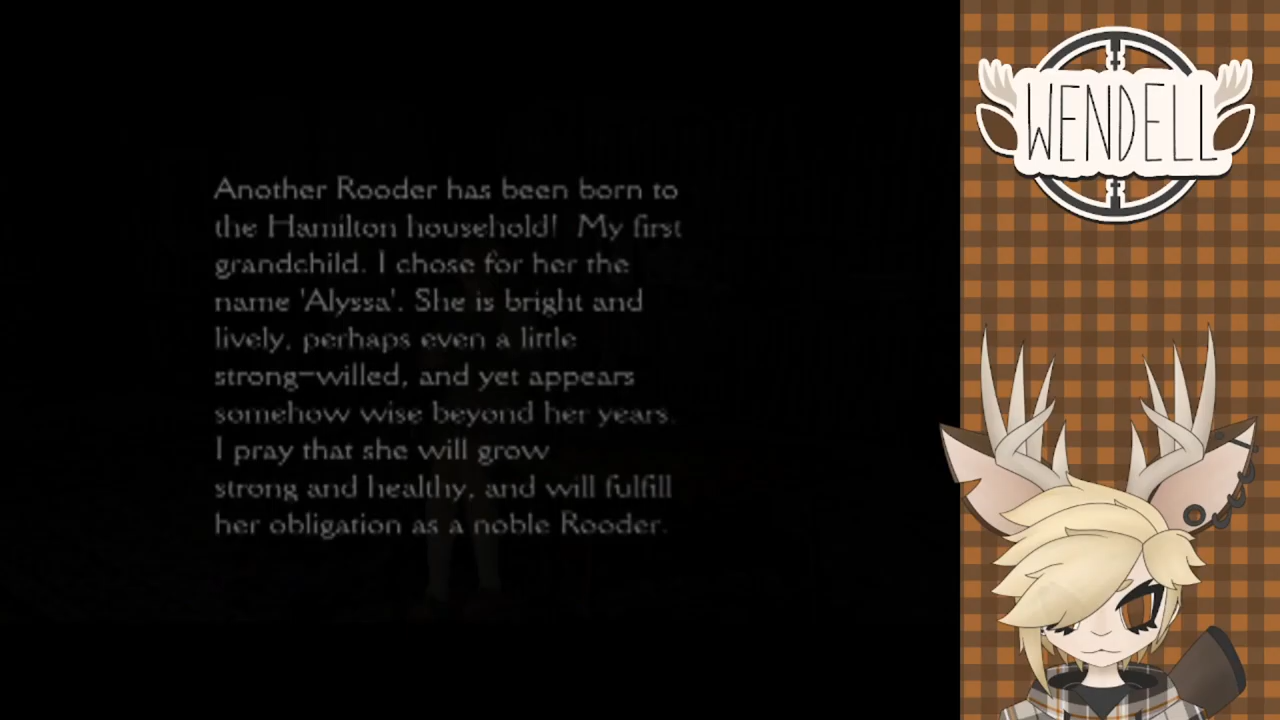 Another Rooder has been born to
the Hamilton household!  My first
grandchild. I chose for her the
name 'Alyssa'. She is bright and
lively, perhaps even a little
strong-willed, and yet appears
somehow wise beyond her years.
I pray that she will grow
strong and healthy, and will fulfill
her obligation as a noble Rooder.
WENDELL